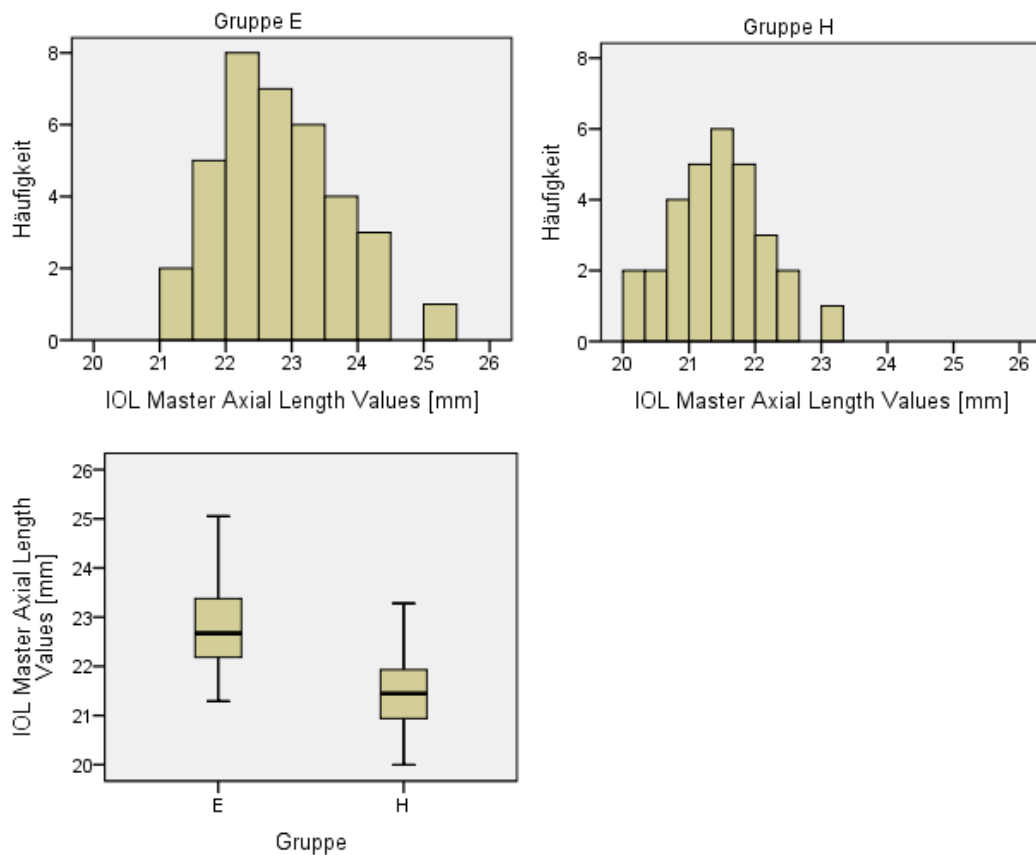 Gruppe E
8
6
4
2
0
Häufigkeit
20 21 22 23 24 25 26
IOL Master Axial Length Values [mm]
Gruppe H
8
6
4
2
0
Häufigkeit
20 21 22 23 24 25 26
IOL Master Axial Length Values [mm]
26
25
24
23
22
21
20
IOL Master Axial Length
Values [mm]
E H
Gruppe